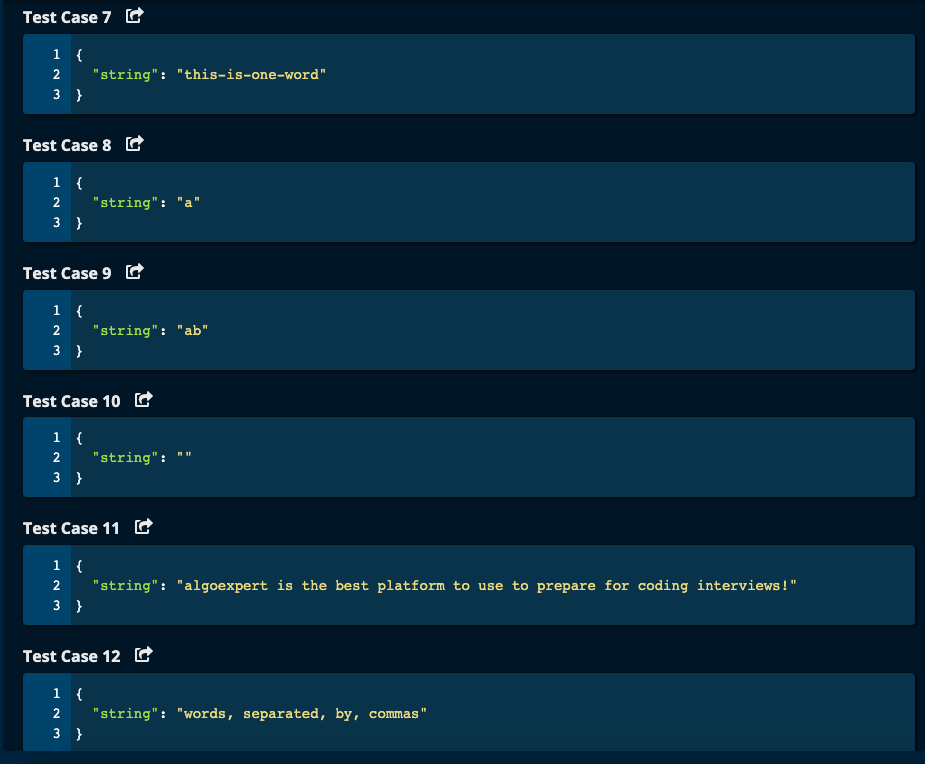 Test Case 7
1 {
2   "string": "this-is-one-word"
3 }
Test Case 8
1 {
2   "string": "a"
3 }
Test Case 9
1 {
2   "string": "ab"
3 }
Test Case 10
1 {
2   "string": ""
3 }
Test Case 11
1 {
2   "string": "algoexpert is the best platform to use to prepare for coding interviews!"
3 }
Test Case 12
1 {
2   "string": "words, separated, by, commas"
3 }